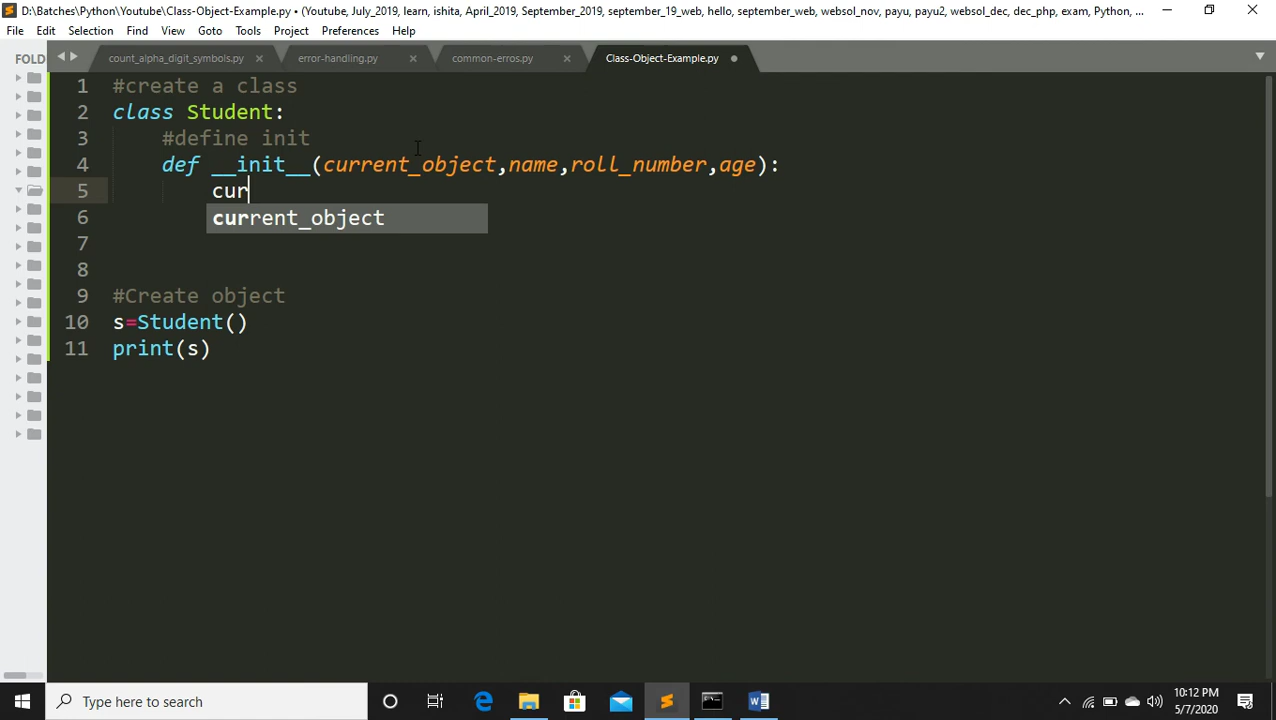 D:\Batches\Python\Youtube\Class-Object-Example.py • (Youtube, July_2019, learn, ishita, April_2019, September_2019, september_19_web, hello, september_web, websol_nov, payu, payu2, websol_dec, dec_php, exam, Python, ...
File Edit Selection Find View Goto Tools Project Preferences Help
FOLD
count_alpha_digit_symbols.py error-handling.py common-erros.py Class-Object-Example.py
1 #create a class
2 class Student:
3 #define init
4 def __init__(current_object,name,roll_number,age):
5 cur
6 current_object
7
8
9 #Create object
10 s=Student()
11 print(s)
Type here to search
10:12 PM
5/7/2020